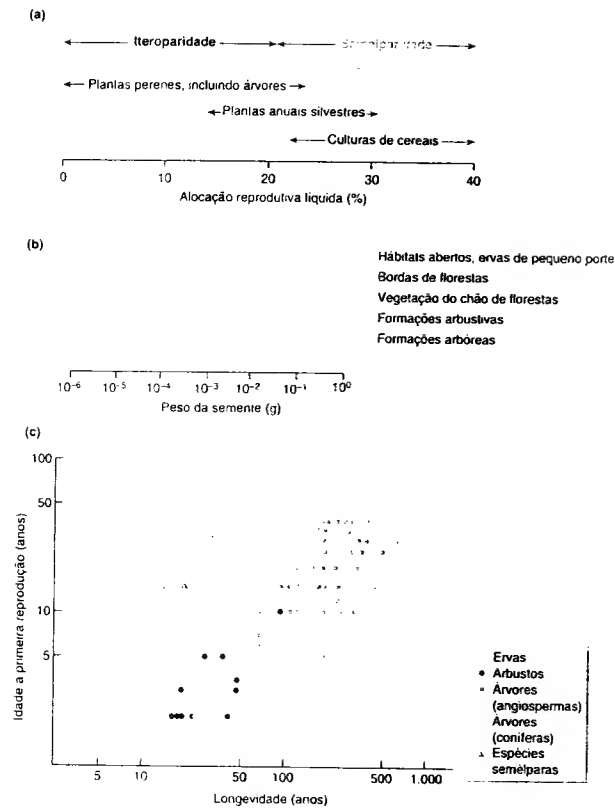 (a)
Iteroparidade
Plantas perenes, incluindo árvores
Plantas anuais silvestres
Culturas de cereais
0 10 20 30 40
Alocação reprodutiva líquida (%)
(b)
Hábitats abertos, ervas de pequeno porte
Bordas de florestas
Vegetação do chão de florestas
Formações arbustivas
Formações arbóreas
10⁻⁶ 10⁻⁵ 10⁻⁴ 10⁻³ 10⁻² 10⁻¹ 10⁰
Peso da semente (g)
(c)
100
50
10
5
Idade a primeira reprodução (anos)
Ervas
Arbustos
Árvores
(angiospermas)
Árvores
(coníferas)
Espécies
semélparas
5 10 50 100 500 1.000
Longevidade (anos)